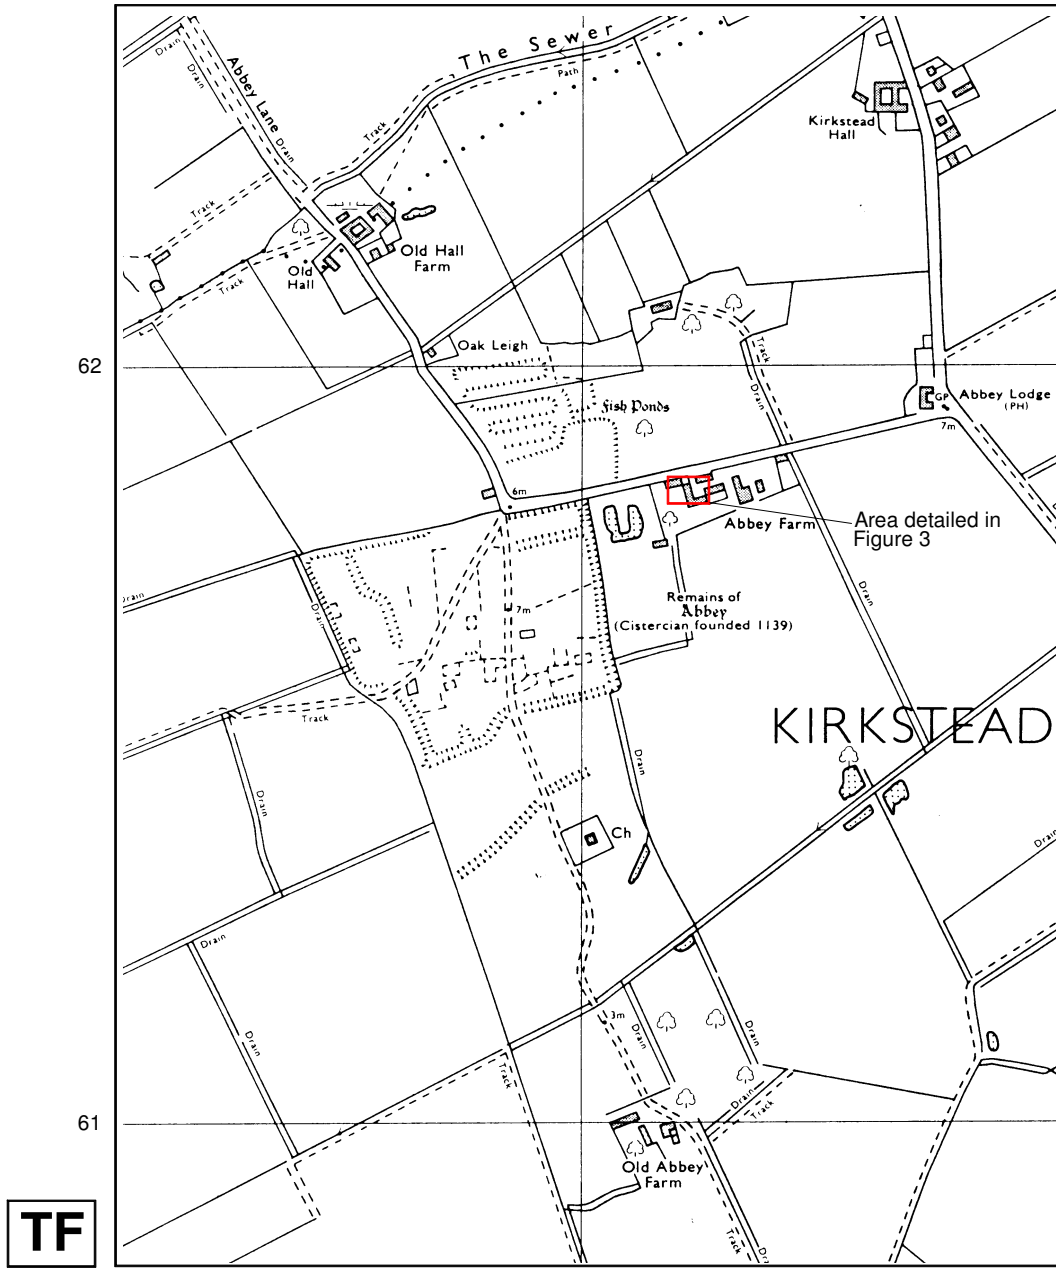 The Sewer
Path
Drain
Drain
Abbey Lane
Drain
Track
Kirkstead
Hall
Track
Old Hall
Farm
Old
Hall
Track
Oak Leigh
Track
62
Fish Ponds
Drain
GP
Abbey Lodge
(PH)
7m
6m
Abbey Farm
Area detailed in
Figure 3
Drain
Drain
Remains of
Abbey
(Cistercian founded 1139)
7m
Drain
Track
KIRKSTEAD
Drain
Drain
Ch
Drain
Drain
Drain
3m
Drain
Drain
Track
Drain
Track
61
Old Abbey
Farm
Track
Dr
TF